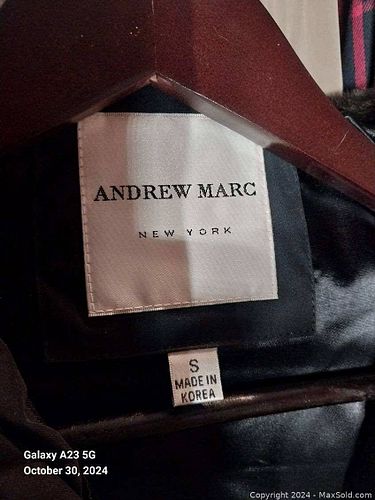 ANDREW MARC
NEW YORK
S
MADE IN
KOREA
Galaxy A23 5G
October 30, 2024
Copyright 2024 - MaxSold.com